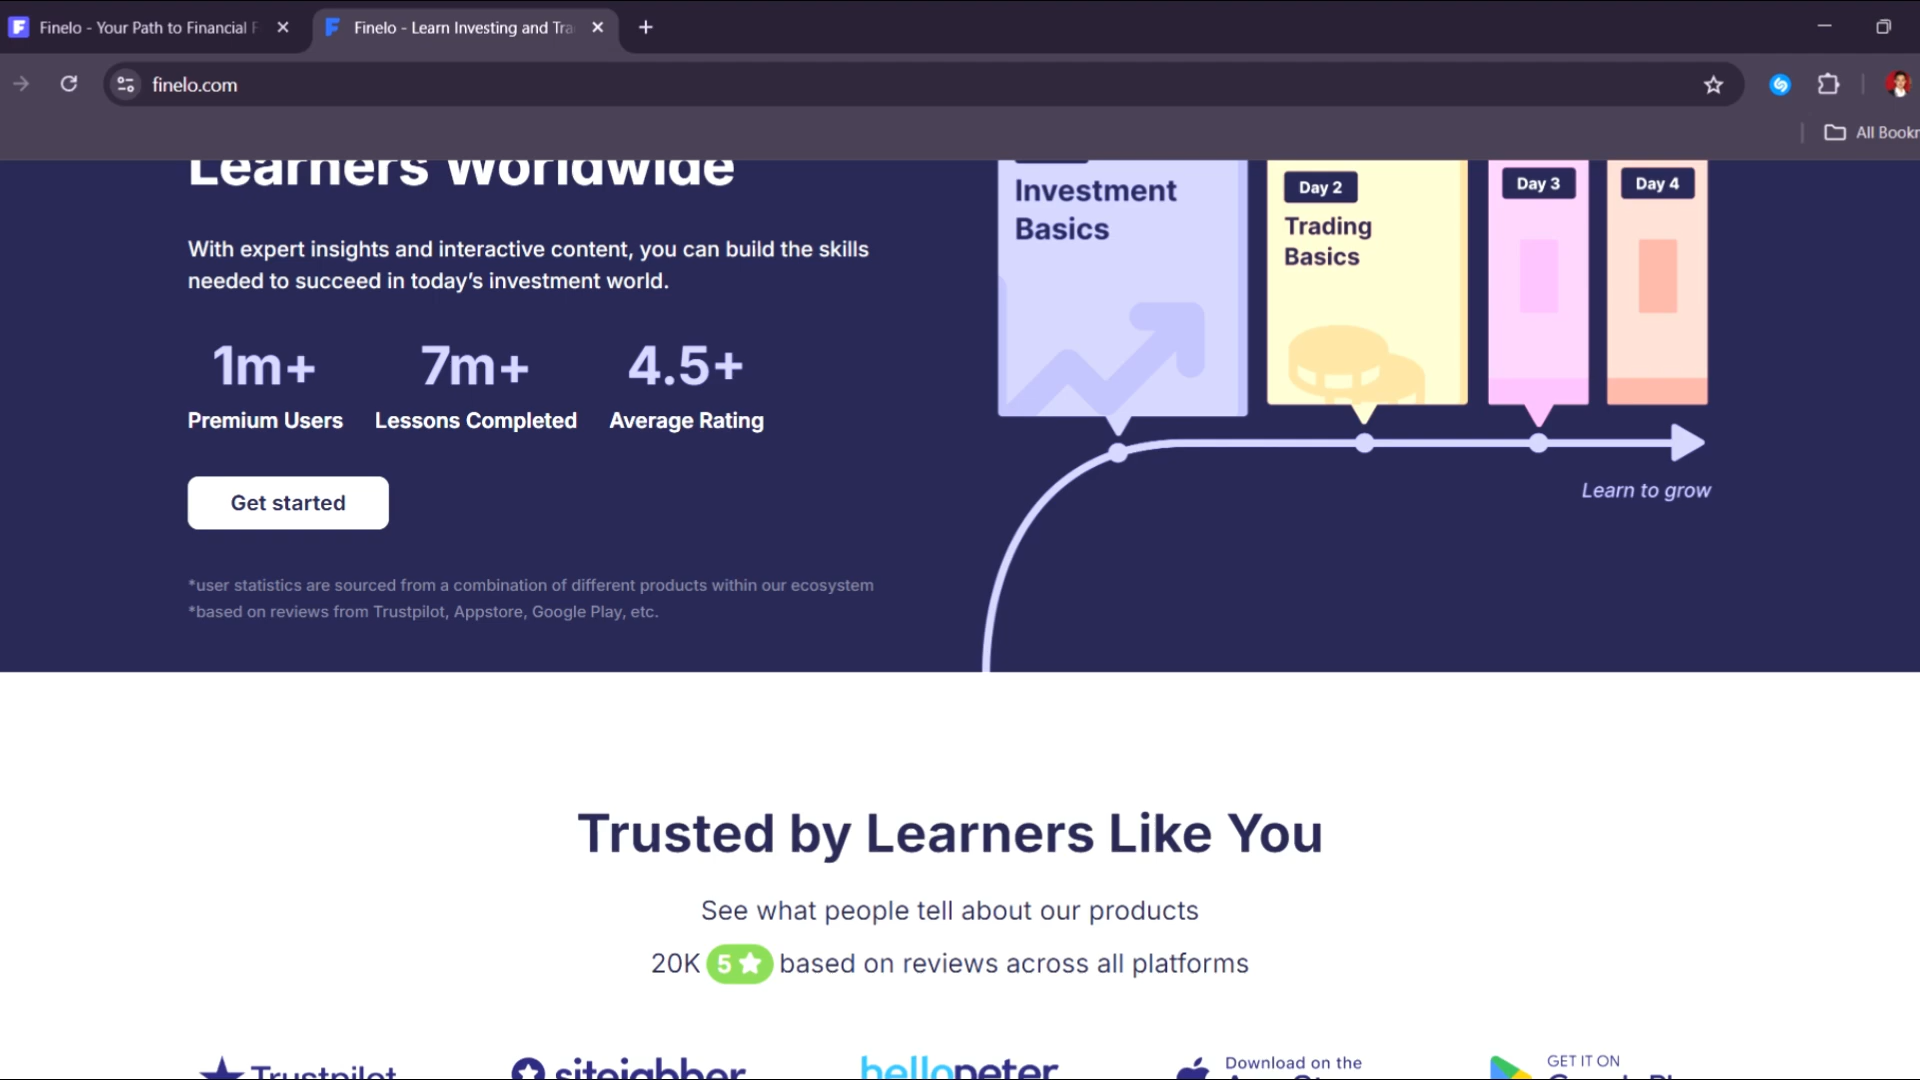 Finelo - Your Path to Financial F
Finelo - Learn Investing and Tra
finelo.com
All Bookr
Learners Worldwide
With expert insights and interactive content, you can build the skills
needed to succeed in today's investment world.
1m+
Premium Users
7m+
Lessons Completed
4.5+
Average Rating
Get started
*user statistics are sourced from a combination of different products within our ecosystem
*based on reviews from Trustpilot, Appstore, Google Play, etc.
Investment
Basics
Day 2
Trading
Basics
Day 3
Day 4
Learn to grow
Trusted by Learners Like You
See what people tell about our products
20K 5 ★ based on reviews across all platforms
Trustpilot
sitejabber
hellopeter
Download on the
GET IT ON